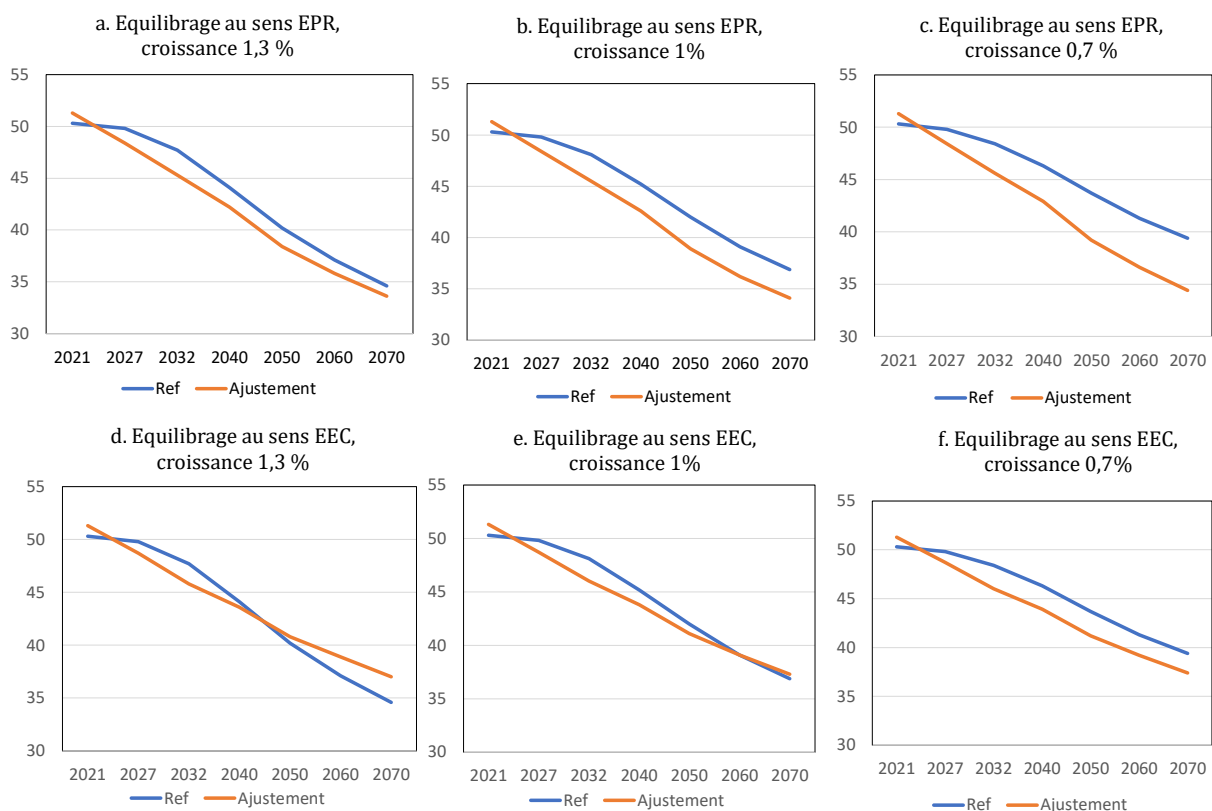 a. Equilibrage au sens EPR,
croissance 1,3 %
55
50
45
40
35
30
2021 2027 2032 2040 2050 2060 2070
Ref Ajustement
b. Equilibrage au sens EPR,
croissance 1%
55
50
45
40
35
30
2021 2027 2032 2040 2050 2060 2070
Ref Ajustement
c. Equilibrage au sens EPR,
croissance 0,7 %
55
50
45
40
35
30
2021 2027 2032 2040 2050 2060 2070
Ref Ajustement
d. Equilibrage au sens EEC,
croissance 1,3 %
55
50
45
40
35
30
2021 2027 2032 2040 2050 2060 2070
Ref Ajustement
e. Equilibrage au sens EEC,
croissance 1%
55
50
45
40
35
30
2021 2027 2032 2040 2050 2060 2070
Ref Ajustement
f. Equilibrage au sens EEC,
croissance 0,7%
55
50
45
40
35
30
2021 2027 2032 2040 2050 2060 2070
Ref Ajustement